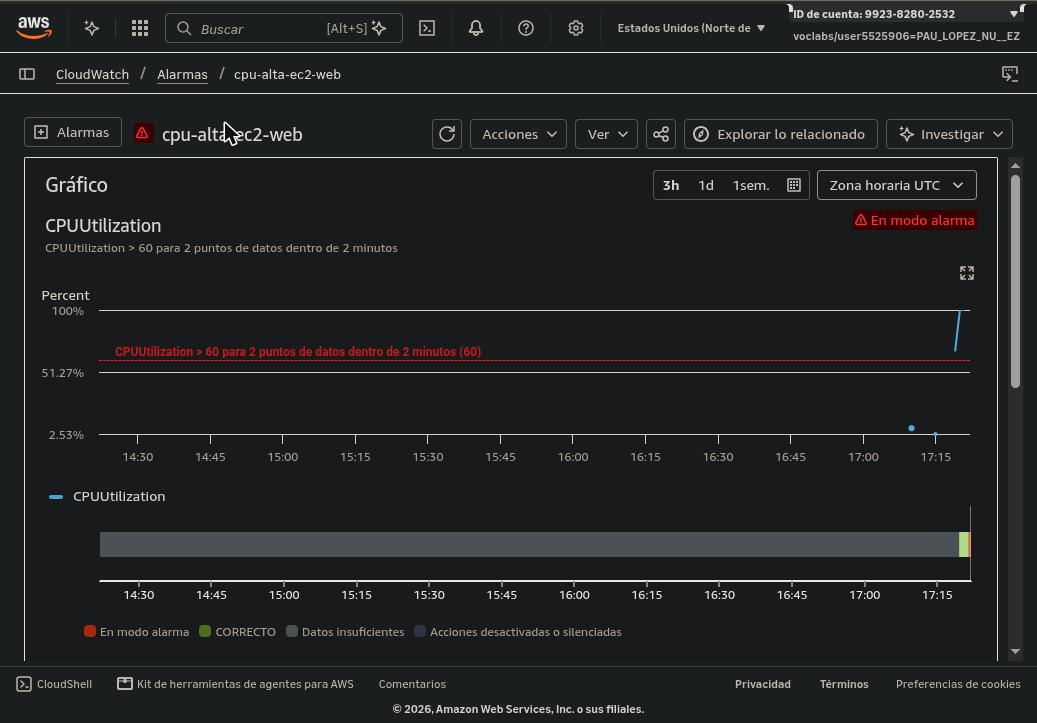 aws
Buscar [Alt+S]
Estados Unidos (Norte de
ID de cuenta: 9923-8280-2532
voclabs/user5525906=PAU_LOPEZ_NU__EZ
CloudWatch / Alarmas / cpu-alta-ec2-web
Alarmas
cpu-alta-ec2-web
Acciones
Ver
Explorar lo relacionado
Investigar
Gráfico
3h 1d 1sem.
Zona horaria UTC
CPUUtilization
En modo alarma
CPUUtilization > 60 para 2 puntos de datos dentro de 2 minutos
Percent
100%
CPUUtilization > 60 para 2 puntos de datos dentro de 2 minutos (60)
51.27%
2.53%
14:30 14:45 15:00 15:15 15:30 15:45 16:00 16:15 16:30 16:45 17:00 17:15
CPUUtilization
14:30 14:45 15:00 15:15 15:30 15:45 16:00 16:15 16:30 16:45 17:00 17:15
En modo alarma CORRECTO Datos insuficientes Acciones desactivadas o silenciadas
CloudShell Kit de herramientas de agentes para AWS Comentarios Privacidad Términos Preferencias de cookies
© 2026, Amazon Web Services, Inc. o sus filiales.